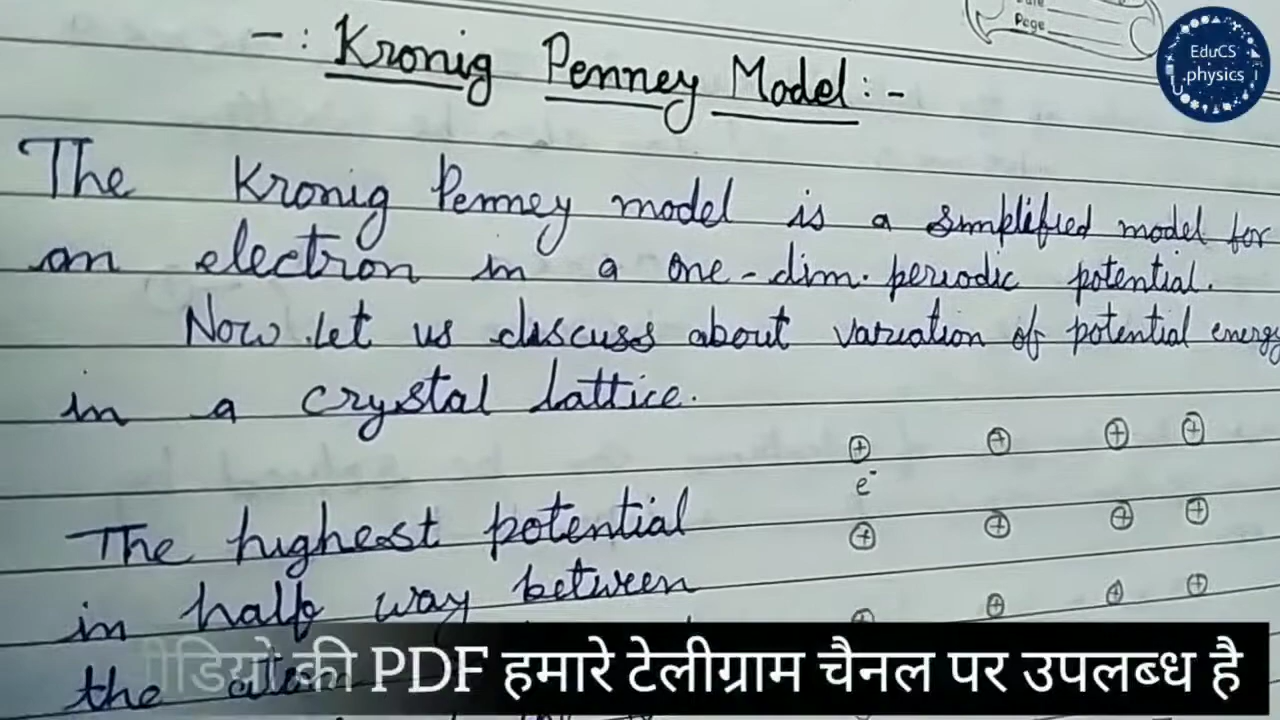 Page
EduCS
.physics
-: Kronig Penney Model :-
The Kronig Penney model is a simplified model for
an electron in a one-dim. periodic potential.
Now let us discuss about variation of potential energy
in a crystal lattice.
⊕ ⊕ ⊕ ⊕
e⁻
⊕ ⊕ ⊕ ⊕
The highest potential
⊕ ⊕ ⊕
in half way between
the
की PDF हमारे टेलीग्राम चैनल पर उपलब्ध है